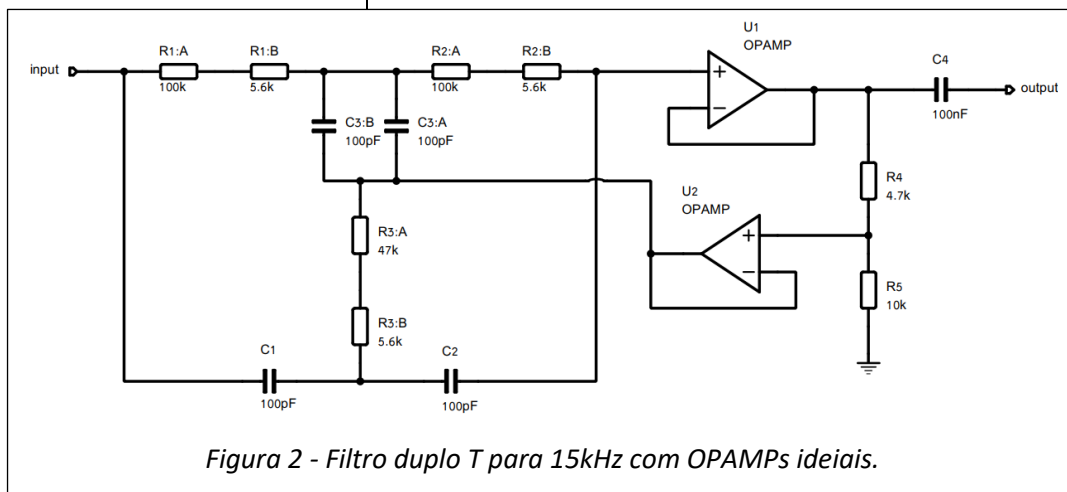 U1
OPAMP
R1:A
R1:B
R2:A
R2:B
C4
input
output
100k
5.6k
100k
5.6k
+
−
100nF
C3:B
100pF
C3:A
100pF
R4
4.7k
U2
OPAMP
R3:A
47k
+
−
R5
10k
R3:B
5.6k
C1
C2
100pF
100pF
Figura 2 - Filtro duplo T para 15kHz com OPAMPs ideiais.